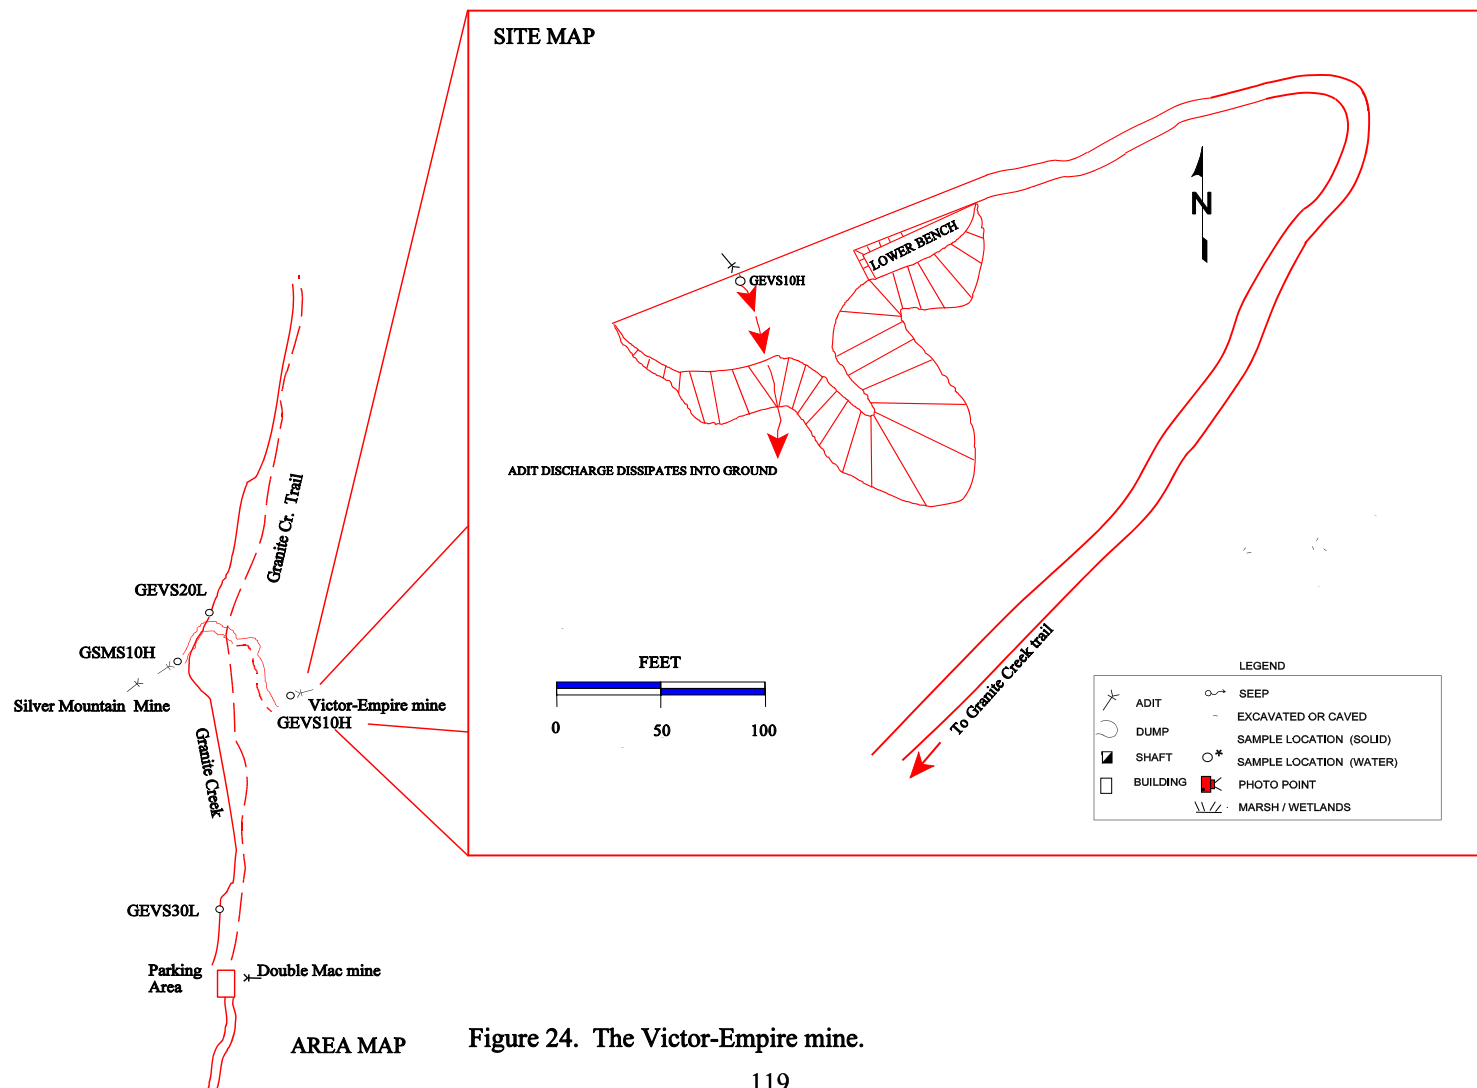 SITE MAP
N
LOWER BENCH
GEVS10H
ADIT DISCHARGE DISSIPATES INTO GROUND
FEET
0 50 100
To Granite Creek trail
LEGEND
ADIT
DUMP
SHAFT
BUILDING
SEEP
EXCAVATED OR CAVED
SAMPLE LOCATION (SOLID)
* SAMPLE LOCATION (WATER)
PHOTO POINT
MARSH / WETLANDS
Granite Cr. Trail
GEVS20L
GSMS10H
Silver Mountain Mine
Victor-Empire mine
GEVS10H
Granite Creek
GEVS30L
Parking
Area
Double Mac mine
AREA MAP
Figure 24. The Victor-Empire mine.
119